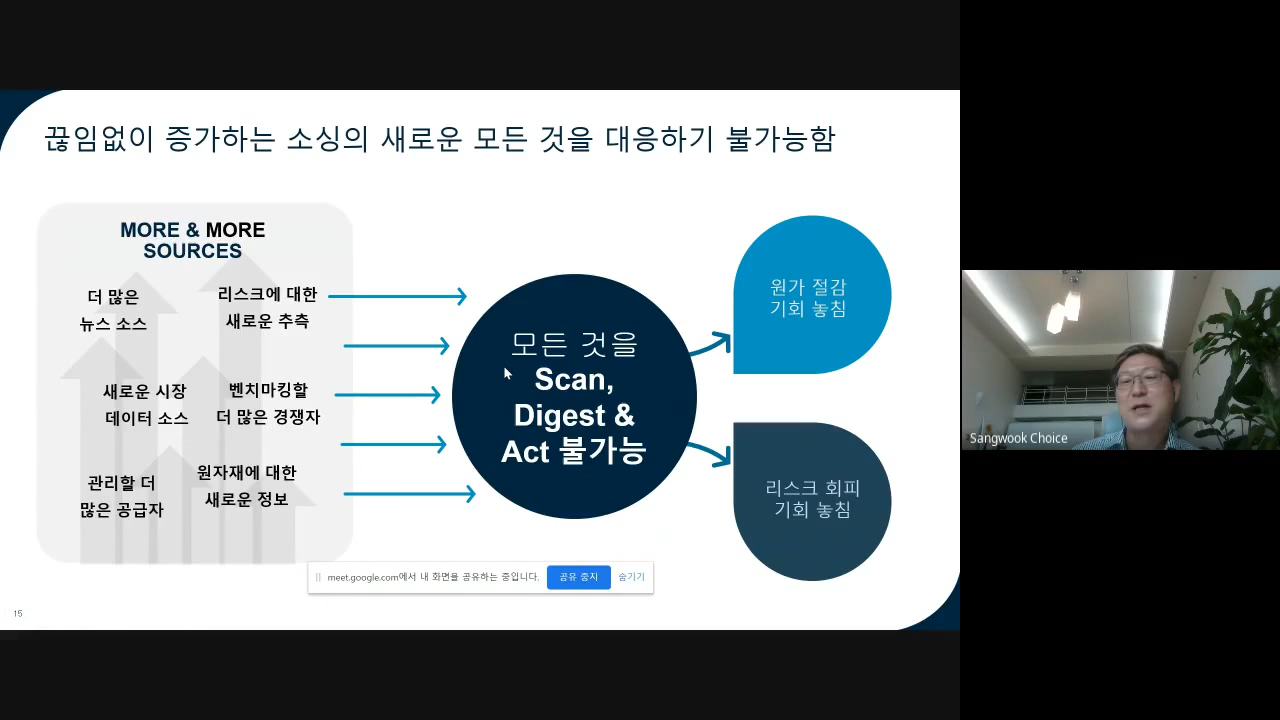 끊임없이 증가하는 소싱의 새로운 모든 것을 대응하기 불가능함
MORE & MORE
SOURCES
더 많은
뉴스 소스
리스크에 대한
새로운 추측
새로운 시장
데이터 소스
벤치마킹할
더 많은 경쟁자
관리할 더
많은 공급자
원자재에 대한
새로운 정보
모든 것을
Scan,
Digest &
Act 불가능
원가 절감
기회 놓침
리스크 회피
기회 놓침
meet.google.com에서 내 화면을 공유하는 중입니다.
공유 중지
숨기기
15
Sangwook Choice